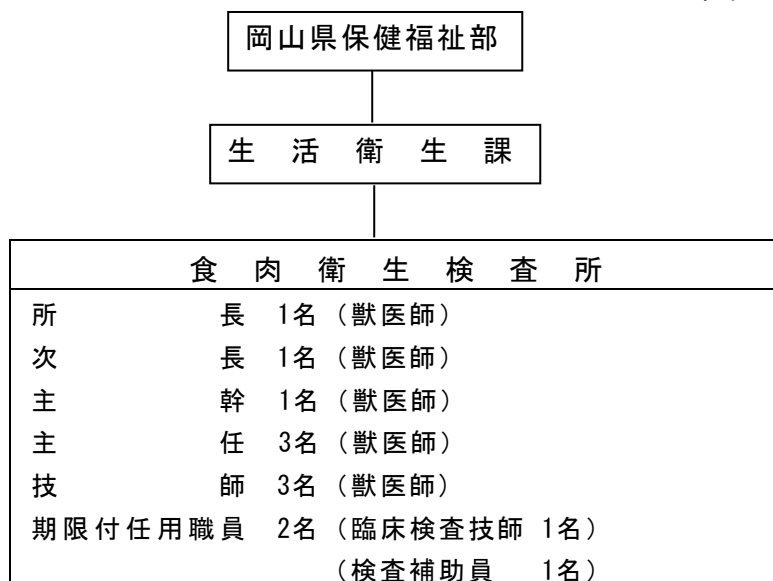 岡山県保健福祉部
生活衛生課
食肉衛生検査所
所長 1名（獣医師）
次長 1名（獣医師）
主幹 1名（獣医師）
主任 3名（獣医師）
技師 3名（獣医師）
期限付任用職員 2名（臨床検査技師 1名）
（検査補助員 1名）